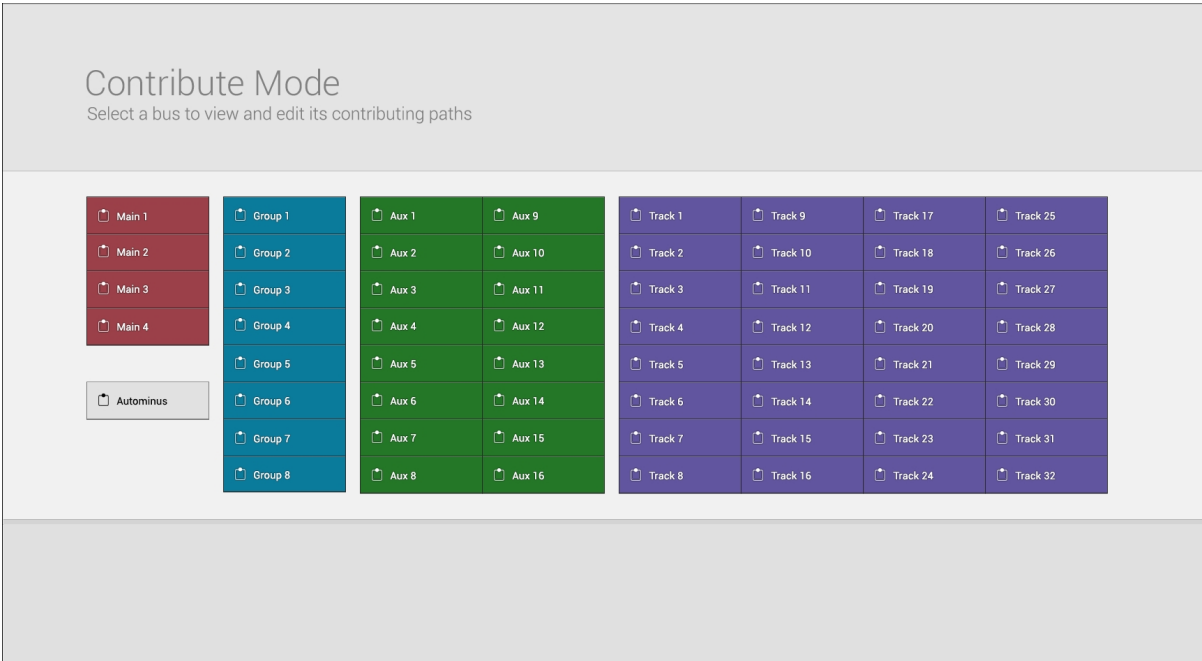 Contribute Mode
Select a bus to view and edit its contributing paths
Main 1
Main 2
Main 3
Main 4
Autominus
Group 1
Group 2
Group 3
Group 4
Group 5
Group 6
Group 7
Group 8
Aux 1
Aux 2
Aux 3
Aux 4
Aux 5
Aux 6
Aux 7
Aux 8
Aux 9
Aux 10
Aux 11
Aux 12
Aux 13
Aux 14
Aux 15
Aux 16
Track 1
Track 2
Track 3
Track 4
Track 5
Track 6
Track 7
Track 8
Track 9
Track 10
Track 11
Track 12
Track 13
Track 14
Track 15
Track 16
Track 17
Track 18
Track 19
Track 20
Track 21
Track 22
Track 23
Track 24
Track 25
Track 26
Track 27
Track 28
Track 29
Track 30
Track 31
Track 32